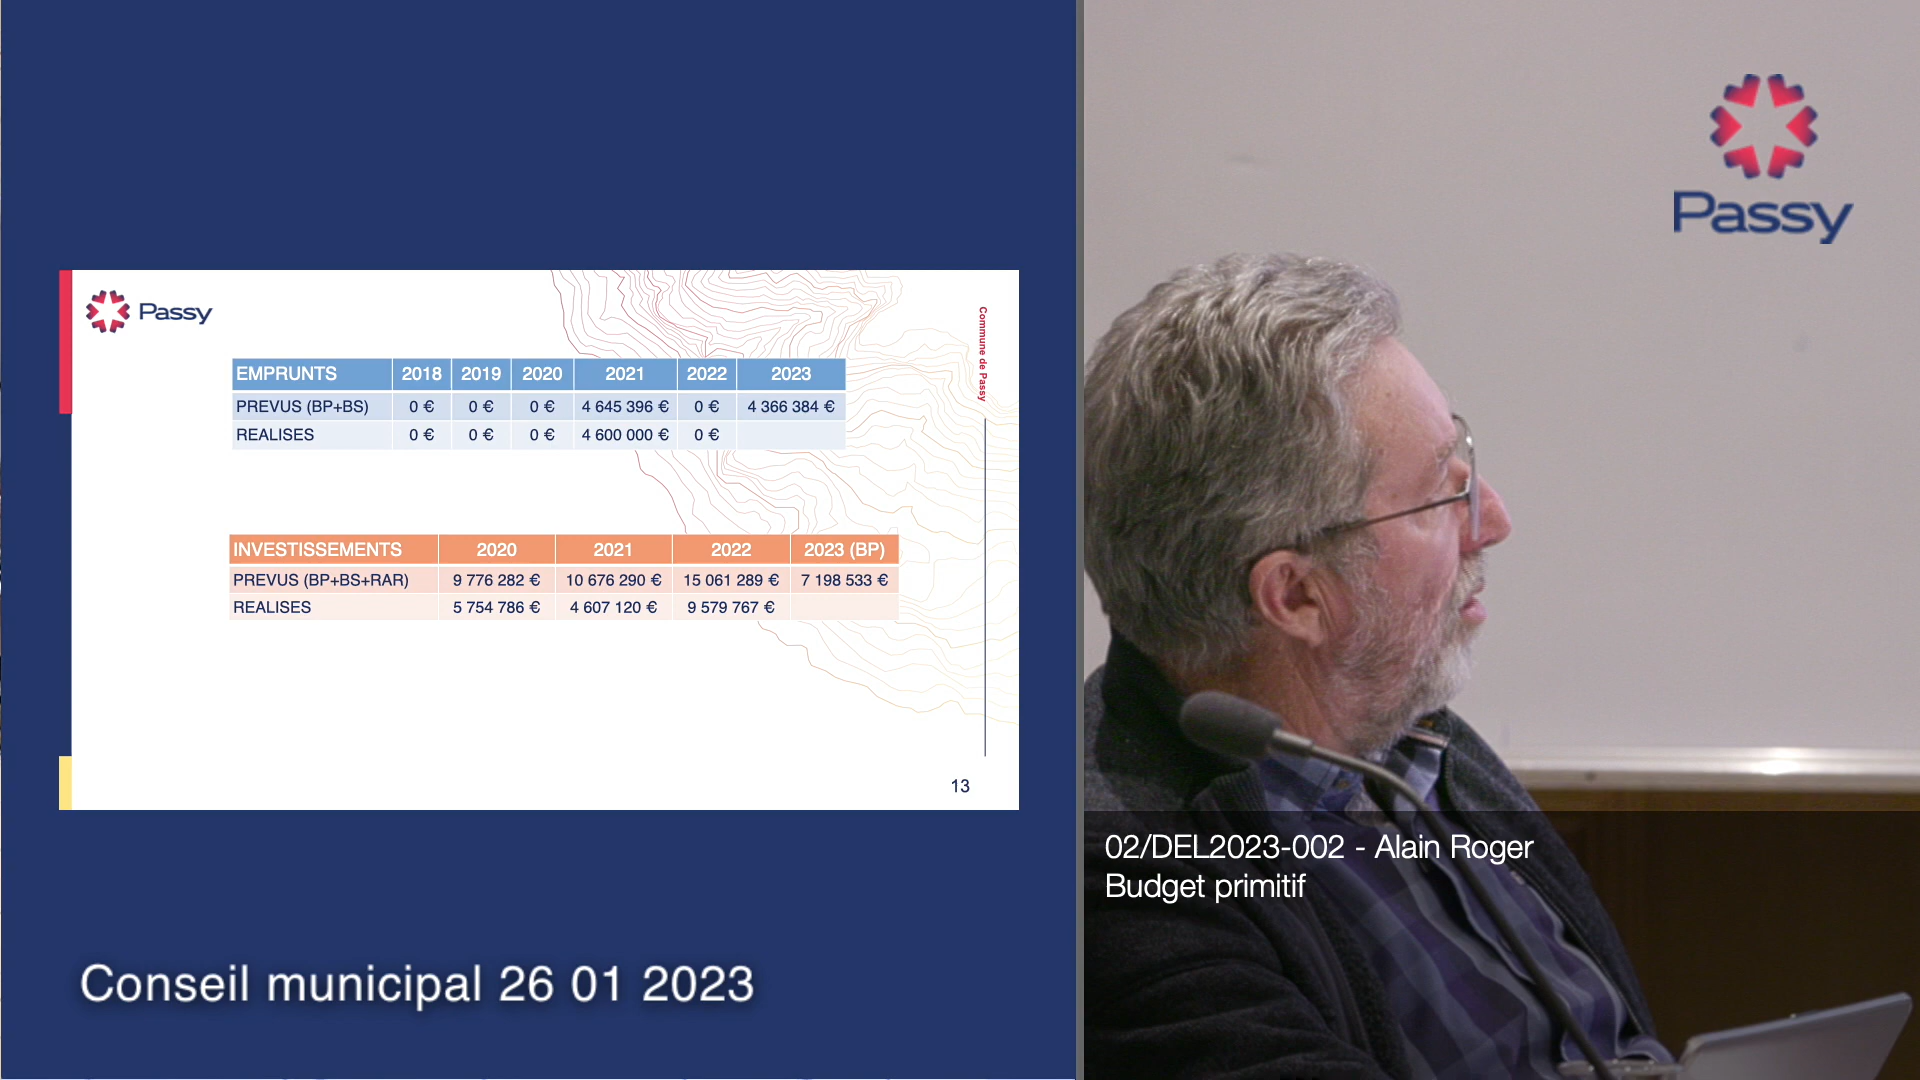 Passy
Commune de Passy
EMPRUNTS 2018 2019 2020 2021 2022 2023
PREVUS (BP+BS) 0 € 0 € 0 € 4 645 396 € 0 € 4 366 384 €
REALISES 0 € 0 € 0 € 4 600 000 € 0 €
INVESTISSEMENTS 2020 2021 2022 2023 (BP)
PREVUS (BP+BS+RAR) 9 776 282 € 10 676 290 € 15 061 289 € 7 198 533 €
REALISES 5 754 786 € 4 607 120 € 9 579 767 €
13
Conseil municipal 26 01 2023
Passy
02/DEL2023-002 - Alain Roger
Budget primitif